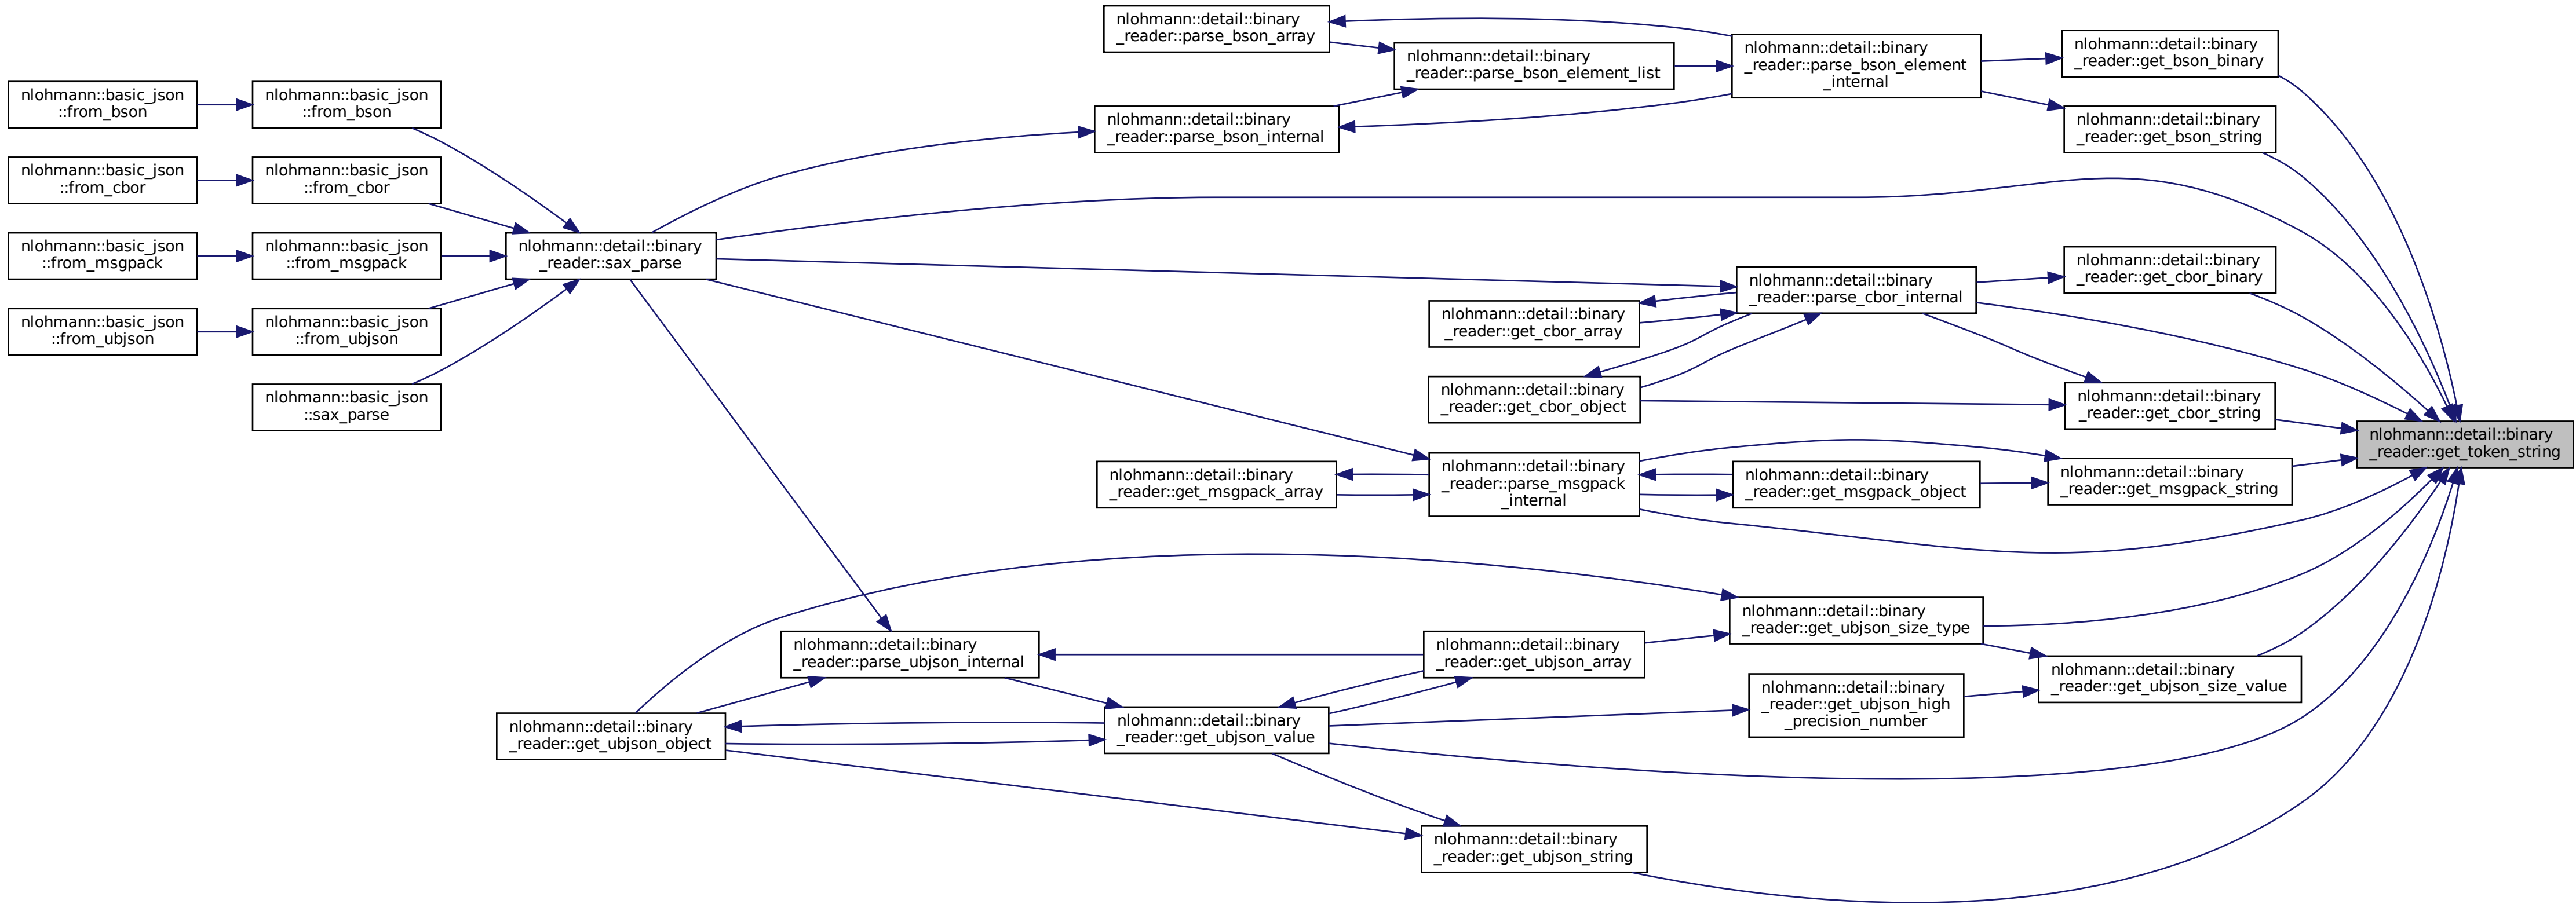 nlohmann::basic_json
::from_bson
nlohmann::basic_json
::from_cbor
nlohmann::basic_json
::from_msgpack
nlohmann::basic_json
::from_ubjson
nlohmann::basic_json
::from_bson
nlohmann::basic_json
::from_cbor
nlohmann::basic_json
::from_msgpack
nlohmann::basic_json
::from_ubjson
nlohmann::basic_json
::sax_parse
nlohmann::detail::binary
_reader::sax_parse
nlohmann::detail::binary
_reader::get_ubjson_object
nlohmann::detail::binary
_reader::parse_ubjson_internal
nlohmann::detail::binary
_reader::parse_bson_array
nlohmann::detail::binary
_reader::parse_bson_internal
nlohmann::detail::binary
_reader::get_msgpack_array
nlohmann::detail::binary
_reader::get_ubjson_value
nlohmann::detail::binary
_reader::parse_bson_element_list
nlohmann::detail::binary
_reader::get_cbor_array
nlohmann::detail::binary
_reader::get_cbor_object
nlohmann::detail::binary
_reader::parse_msgpack
_internal
nlohmann::detail::binary
_reader::get_ubjson_array
nlohmann::detail::binary
_reader::get_ubjson_string
nlohmann::detail::binary
_reader::parse_bson_element
_internal
nlohmann::detail::binary
_reader::parse_cbor_internal
nlohmann::detail::binary
_reader::get_msgpack_object
nlohmann::detail::binary
_reader::get_ubjson_size_type
nlohmann::detail::binary
_reader::get_ubjson_high
_precision_number
nlohmann::detail::binary
_reader::get_bson_binary
nlohmann::detail::binary
_reader::get_bson_string
nlohmann::detail::binary
_reader::get_cbor_binary
nlohmann::detail::binary
_reader::get_cbor_string
nlohmann::detail::binary
_reader::get_msgpack_string
nlohmann::detail::binary
_reader::get_ubjson_size_value
nlohmann::detail::binary
_reader::get_token_string